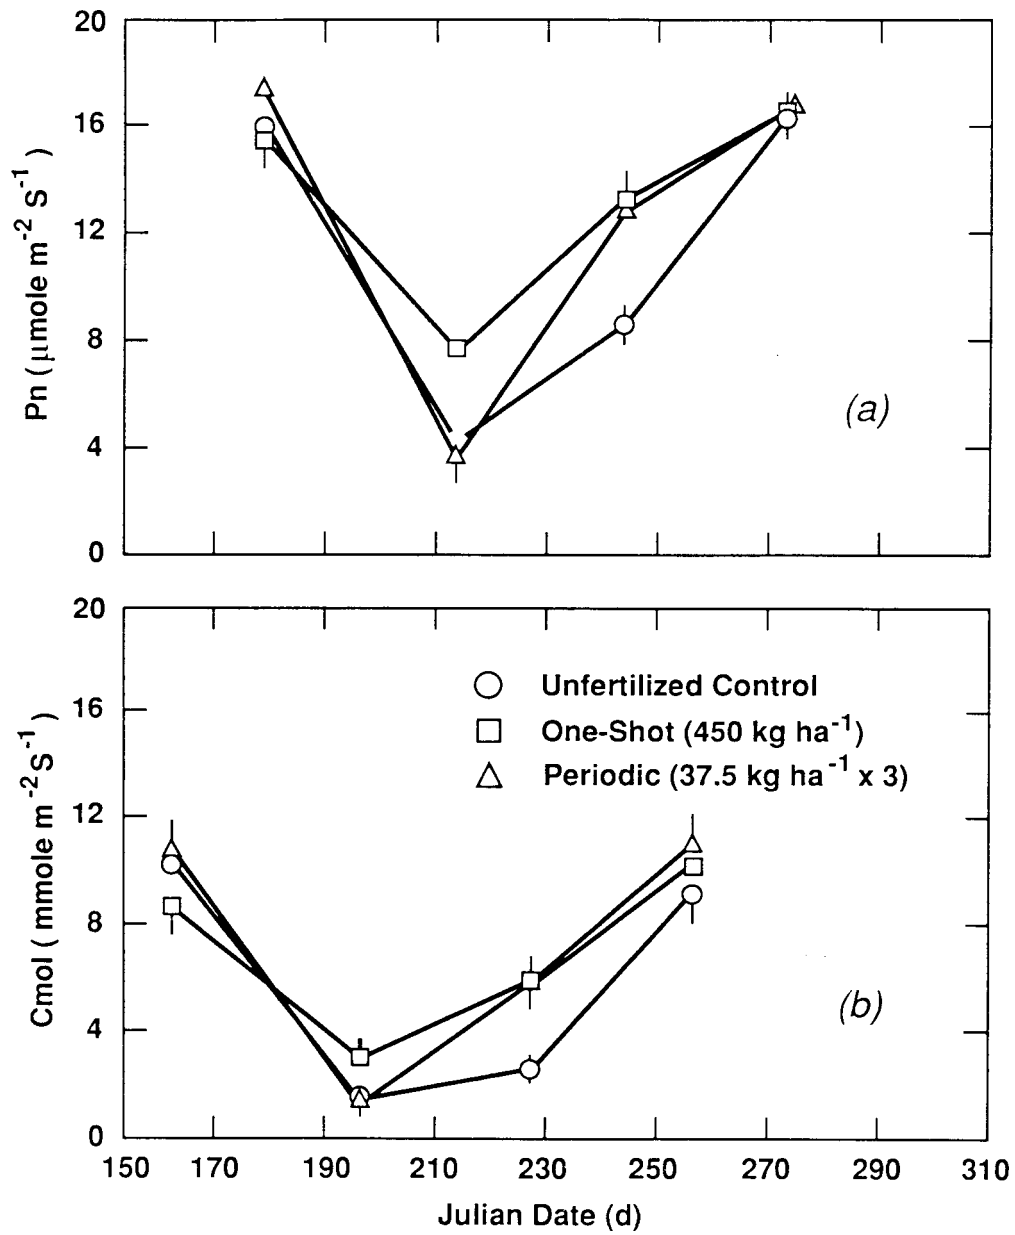 20
16
12
8
4
0
Pn (μmole m⁻² S⁻¹)
(a)
20
16
12
8
4
0
Cmol (mmole m⁻² S⁻¹)
Unfertilized Control
One-Shot (450 kg ha⁻¹)
Periodic (37.5 kg ha⁻¹ x 3)
(b)
150 170 190 210 230 250 270 290 310
Julian Date (d)